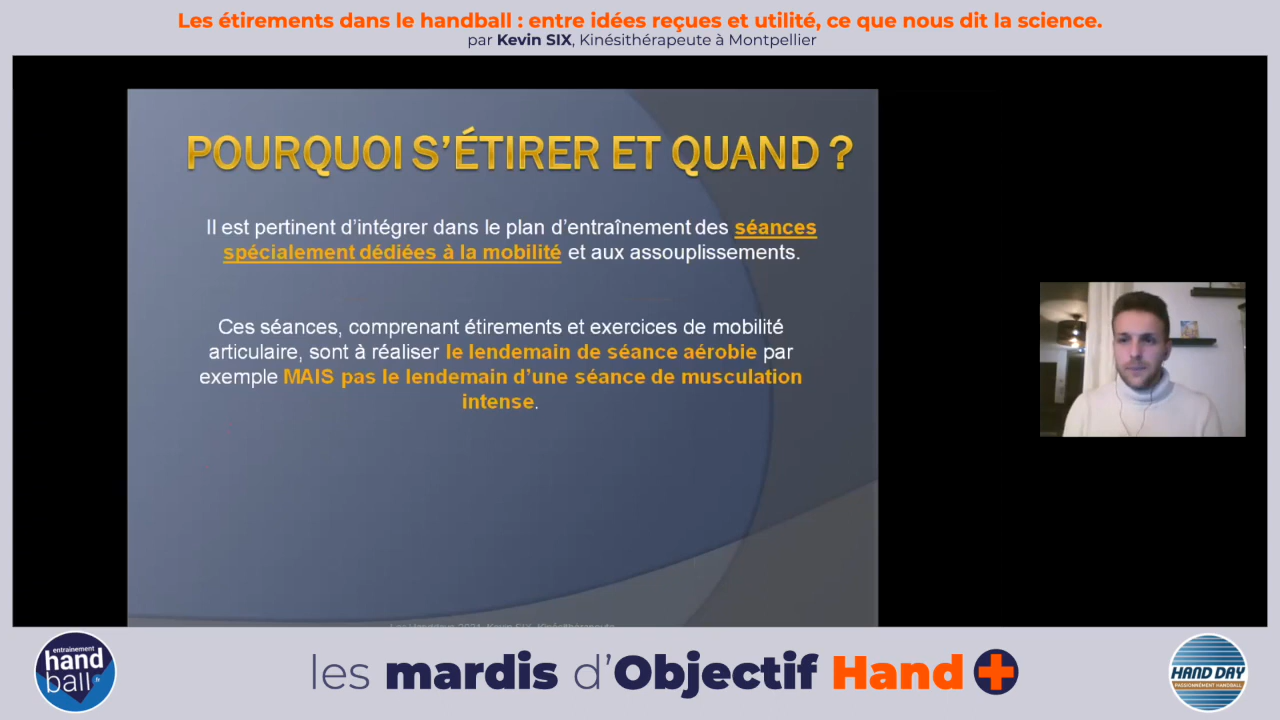 Les étirements dans le handball : entre idées reçues et utilité, ce que nous dit la science.
par Kevin SIX, Kinésithérapeute à Montpellier
POURQUOI S'ÉTIRER ET QUAND ?
Il est pertinent d'intégrer dans le plan d'entraînement des séances
spécialement dédiées à la mobilité et aux assouplissements.
Ces séances, comprenant étirements et exercices de mobilité
articulaire, sont à réaliser le lendemain de séance aérobie par
exemple MAIS pas le lendemain d'une séance de musculation
intense.
entrainement
hand
ball
les mardis d'Objectif Hand +
HAND DAY
PASSIONNÉMENT HANDBALL